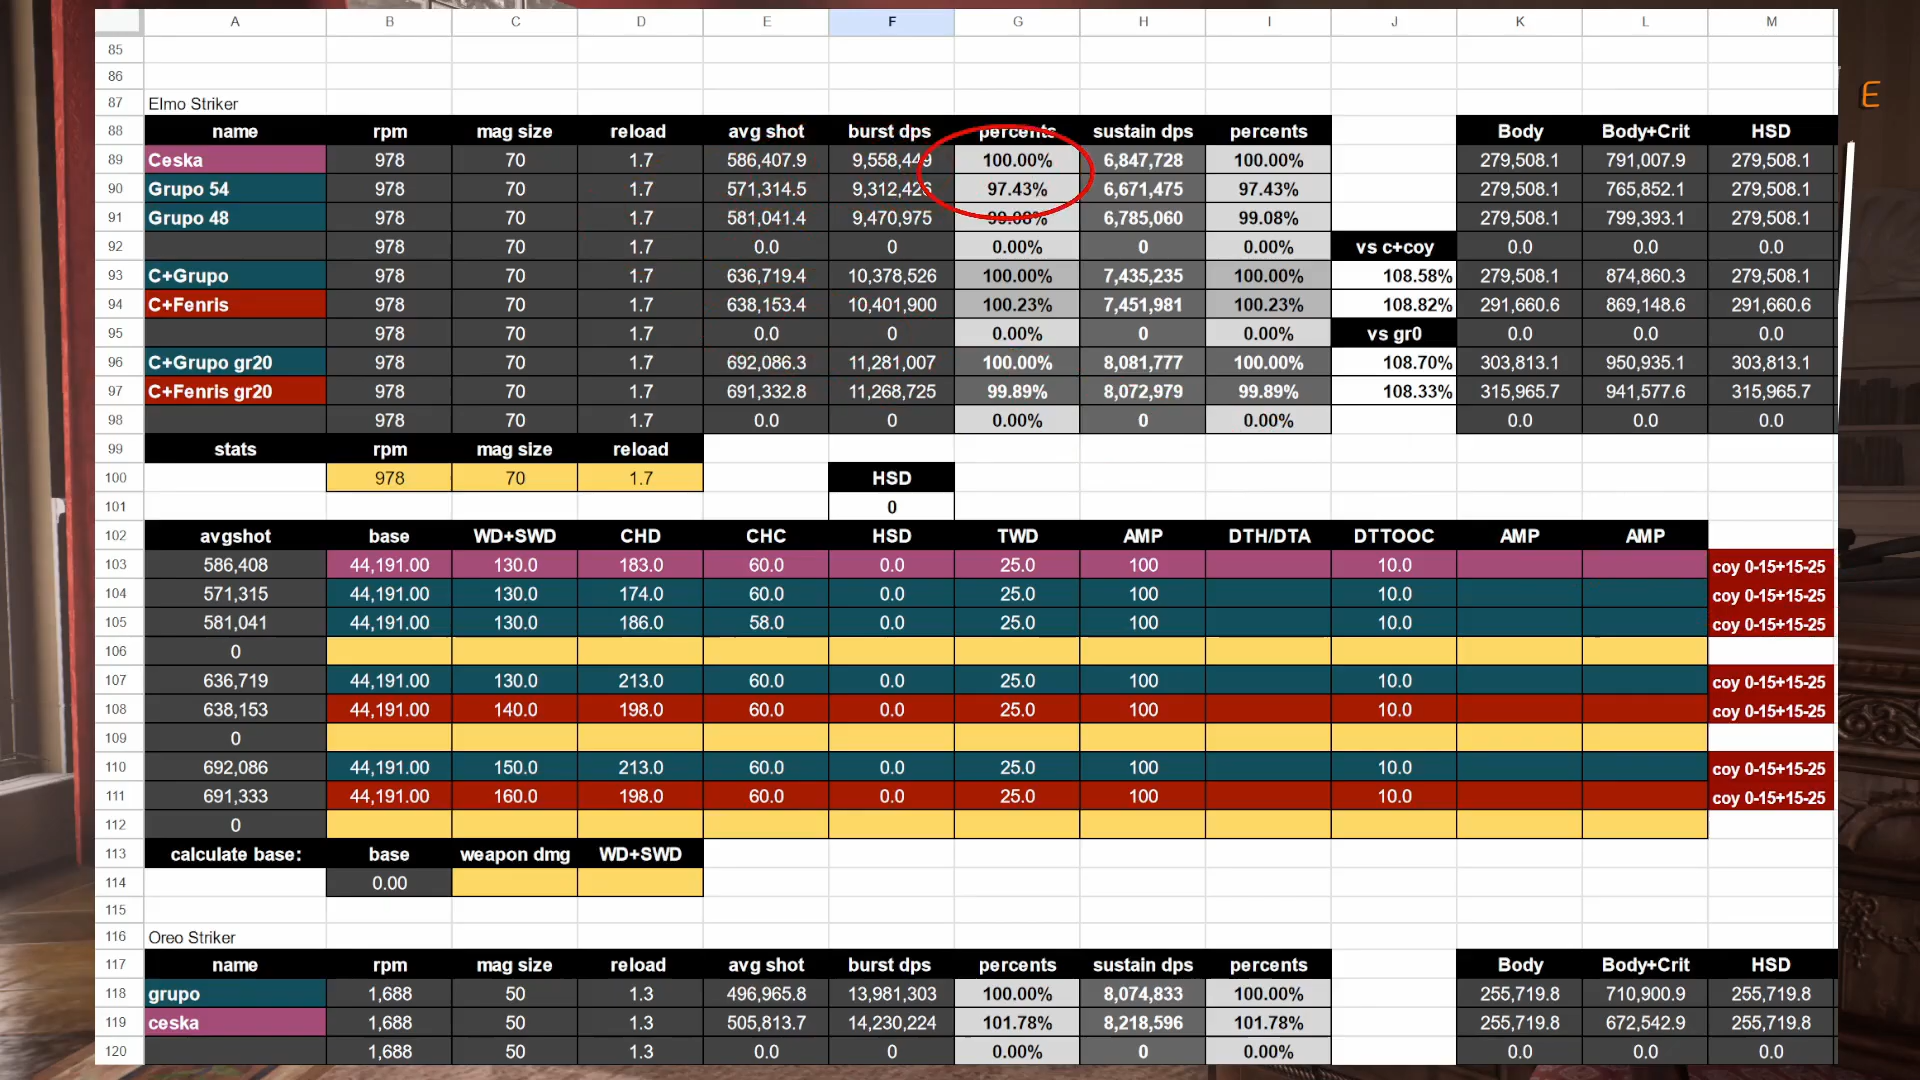 A B C D E F G H I J K L M
85
86
87 Elmo Striker
88 name rpm mag size reload avg shot burst dps percents sustain dps percents Body Body+Crit HSD
89 Ceska 978 70 1.7 586,407.9 9,558,449 100.00% 6,847,728 100.00% 279,508.1 791,007.9 279,508.1
90 Grupo 54 978 70 1.7 571,314.5 9,312,426 97.43% 6,671,475 97.43% 279,508.1 765,852.1 279,508.1
91 Grupo 48 978 70 1.7 581,041.4 9,470,975 99.08% 6,785,060 99.08% 279,508.1 799,393.1 279,508.1
92 978 70 1.7 0.0 0 0.00% 0 0.00% vs c+coy 0.0 0.0 0.0
93 C+Grupo 978 70 1.7 636,719.4 10,378,526 100.00% 7,435,235 100.00% 108.58% 279,508.1 874,860.3 279,508.1
94 C+Fenris 978 70 1.7 638,153.4 10,401,900 100.23% 7,451,981 100.23% 108.82% 291,660.6 869,148.6 291,660.6
95 978 70 1.7 0.0 0 0.00% 0 0.00% vs gr0 0.0 0.0 0.0
96 C+Grupo gr20 978 70 1.7 692,086.3 11,281,007 100.00% 8,081,777 100.00% 108.70% 303,813.1 950,935.1 303,813.1
97 C+Fenris gr20 978 70 1.7 691,332.8 11,268,725 99.89% 8,072,979 99.89% 108.33% 315,965.7 941,577.6 315,965.7
98 978 70 1.7 0.0 0 0.00% 0 0.00% 0.0 0.0 0.0
99 stats rpm mag size reload
100 978 70 1.7 HSD
101 0
102 avgshot base WD+SWD CHD CHC HSD TWD AMP DTH/DTA DTTOOC AMP AMP
103 586,408 44,191.00 130.0 183.0 60.0 0.0 25.0 100 10.0 coy 0-15+15-25
104 571,315 44,191.00 130.0 174.0 60.0 0.0 25.0 100 10.0 coy 0-15+15-25
105 581,041 44,191.00 130.0 186.0 58.0 0.0 25.0 100 10.0 coy 0-15+15-25
106 0
107 636,719 44,191.00 130.0 213.0 60.0 0.0 25.0 100 10.0 coy 0-15+15-25
108 638,153 44,191.00 140.0 198.0 60.0 0.0 25.0 100 10.0 coy 0-15+15-25
109 0
110 692,086 44,191.00 150.0 213.0 60.0 0.0 25.0 100 10.0 coy 0-15+15-25
111 691,333 44,191.00 160.0 198.0 60.0 0.0 25.0 100 10.0 coy 0-15+15-25
112 0
113 calculate base: base weapon dmg WD+SWD
114 0.00
115
116 Oreo Striker
117 name rpm mag size reload avg shot burst dps percents sustain dps percents Body Body+Crit HSD
118 grupo 1,688 50 1.3 496,965.8 13,981,303 100.00% 8,074,833 100.00% 255,719.8 710,900.9 255,719.8
119 ceska 1,688 50 1.3 505,813.7 14,230,224 101.78% 8,218,596 101.78% 255,719.8 672,542.9 255,719.8
120 1,688 50 1.3 0.0 0 0.00% 0 0.00% 0.0 0.0 0.0
E